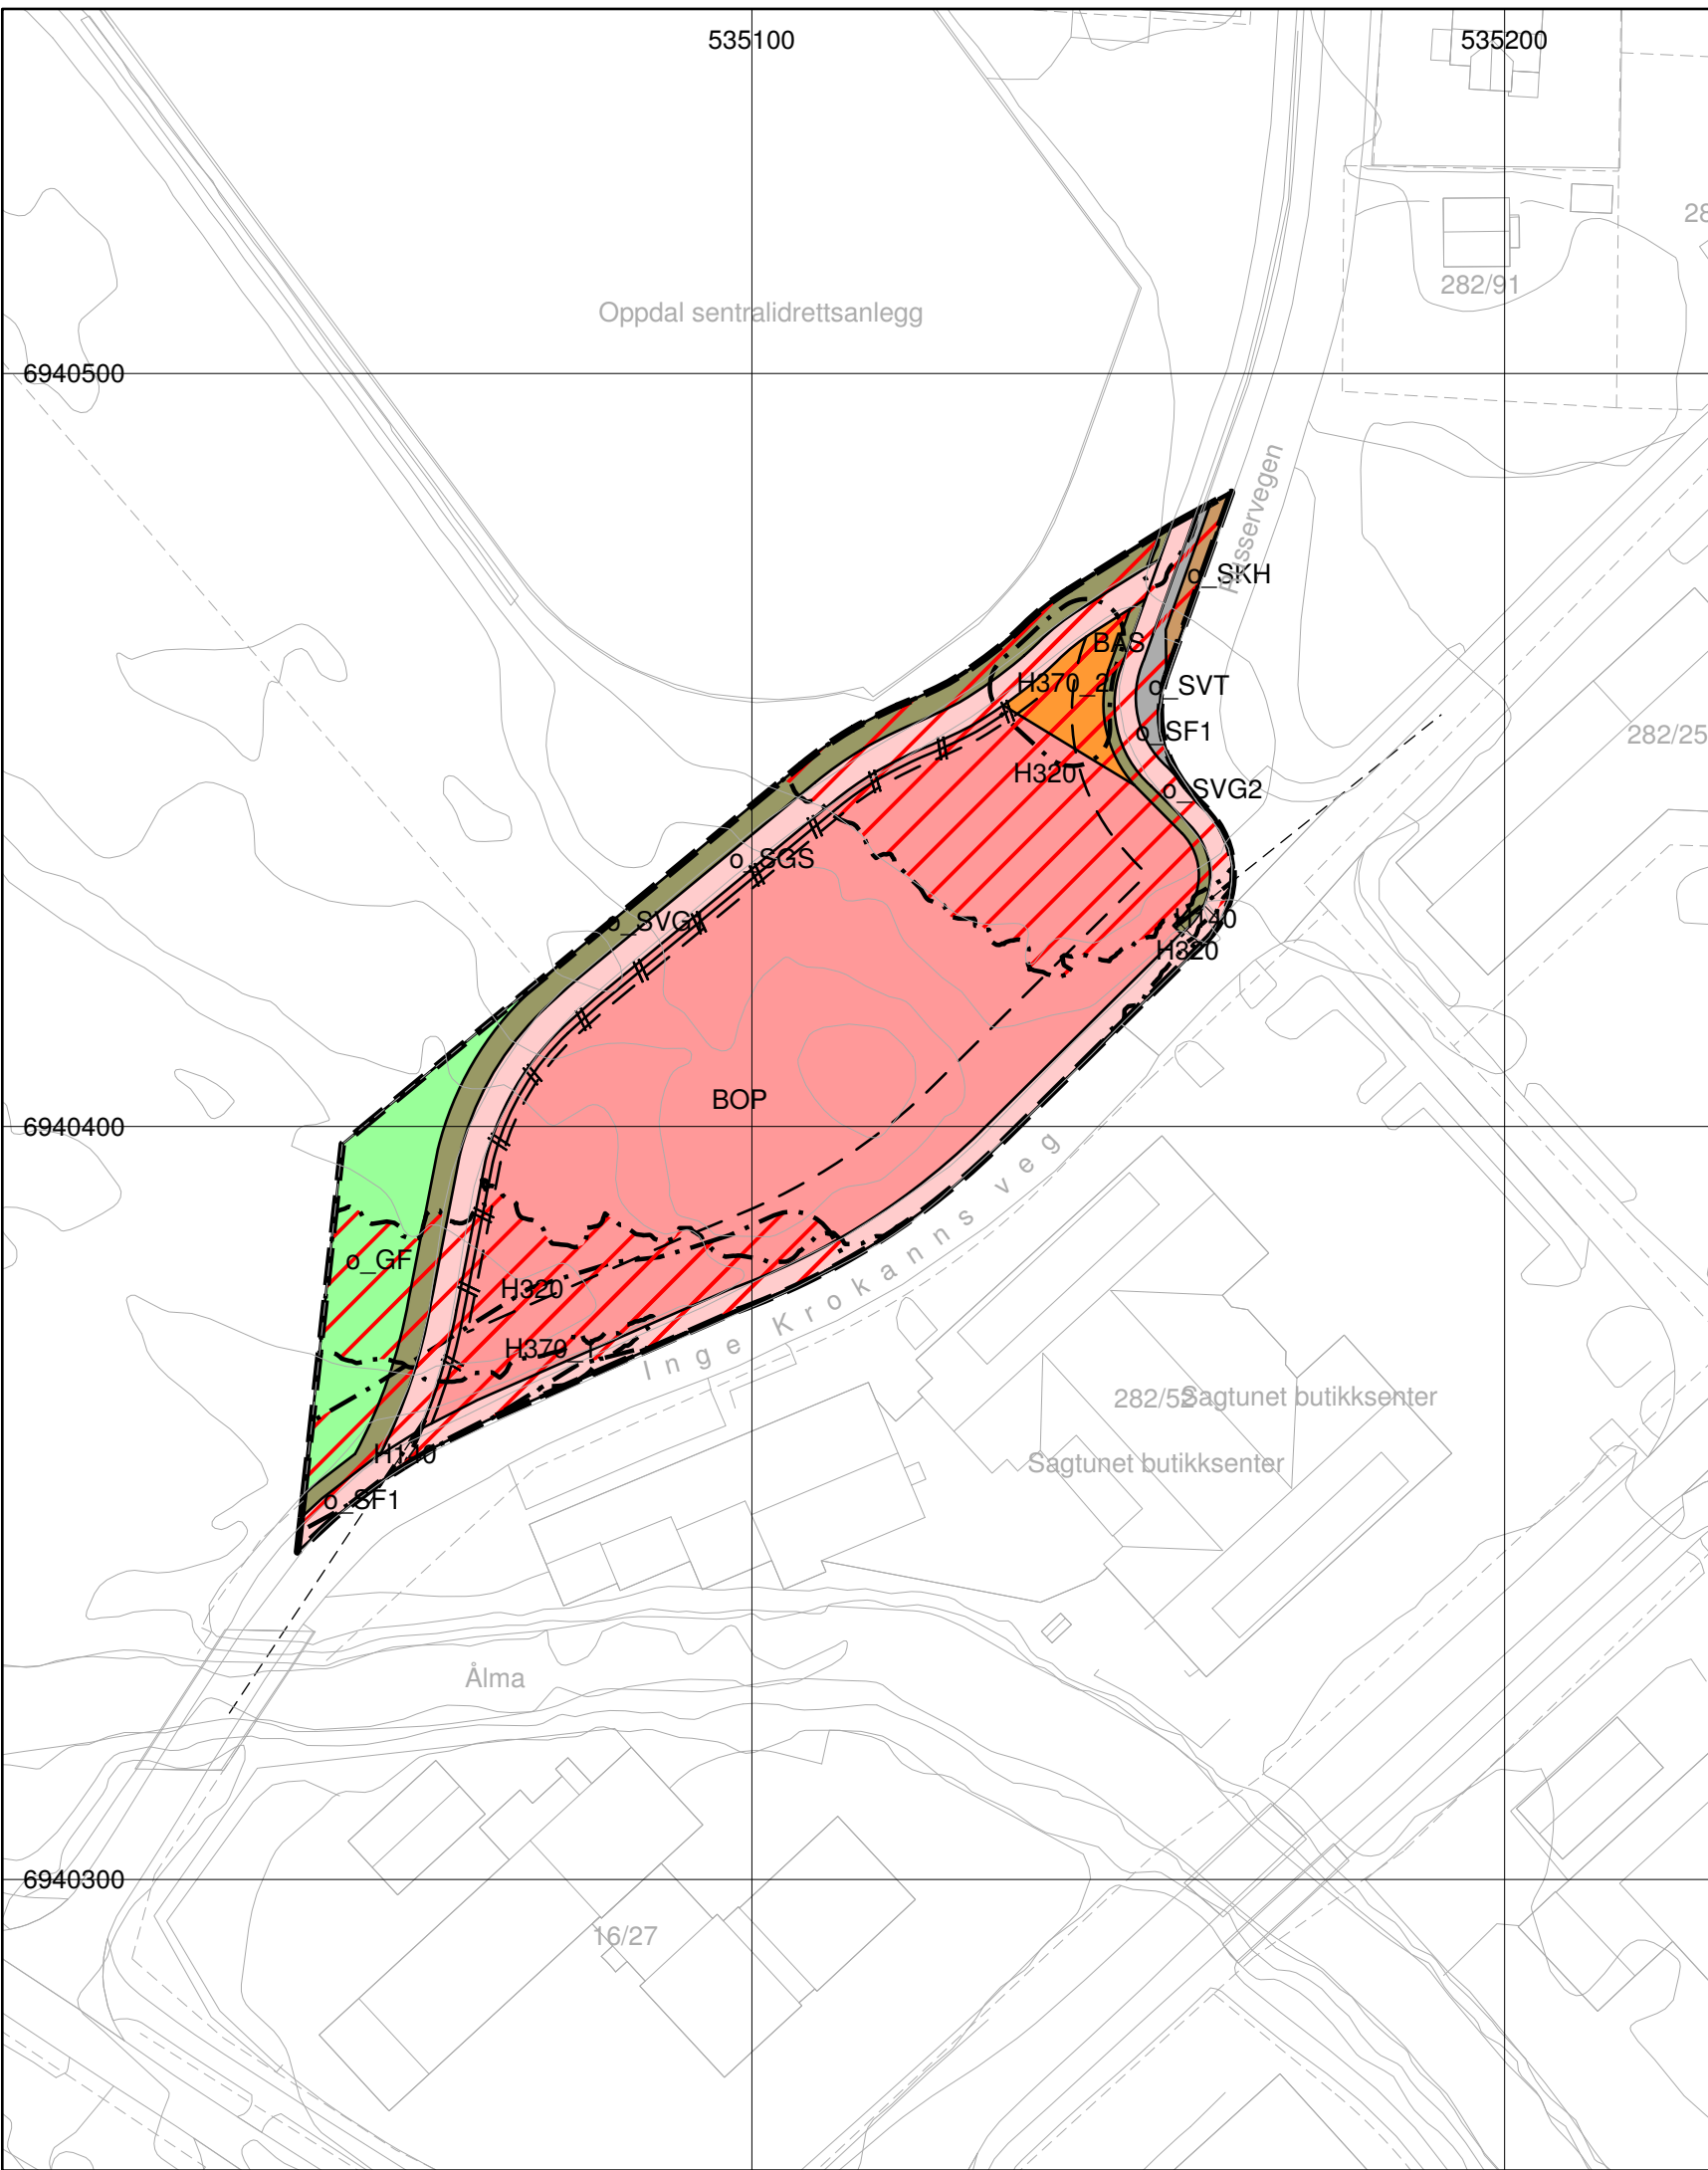 535100
535200
28
282/91
Oppdal sentralidrettsanlegg
6940500
o_SKH
BAS
H370_2
o_SVT
o_SF1
282/25
H320
o_SVG2
o_SGS
H140
o_SVG
H320
BOP
6940400
o_GF
H320
H370_1
Inge Krokanns veg
282/52
Sagtunet butikksenter
H140
Sagtunet butikksenter
o_SF1
Ålma
6940300
16/27